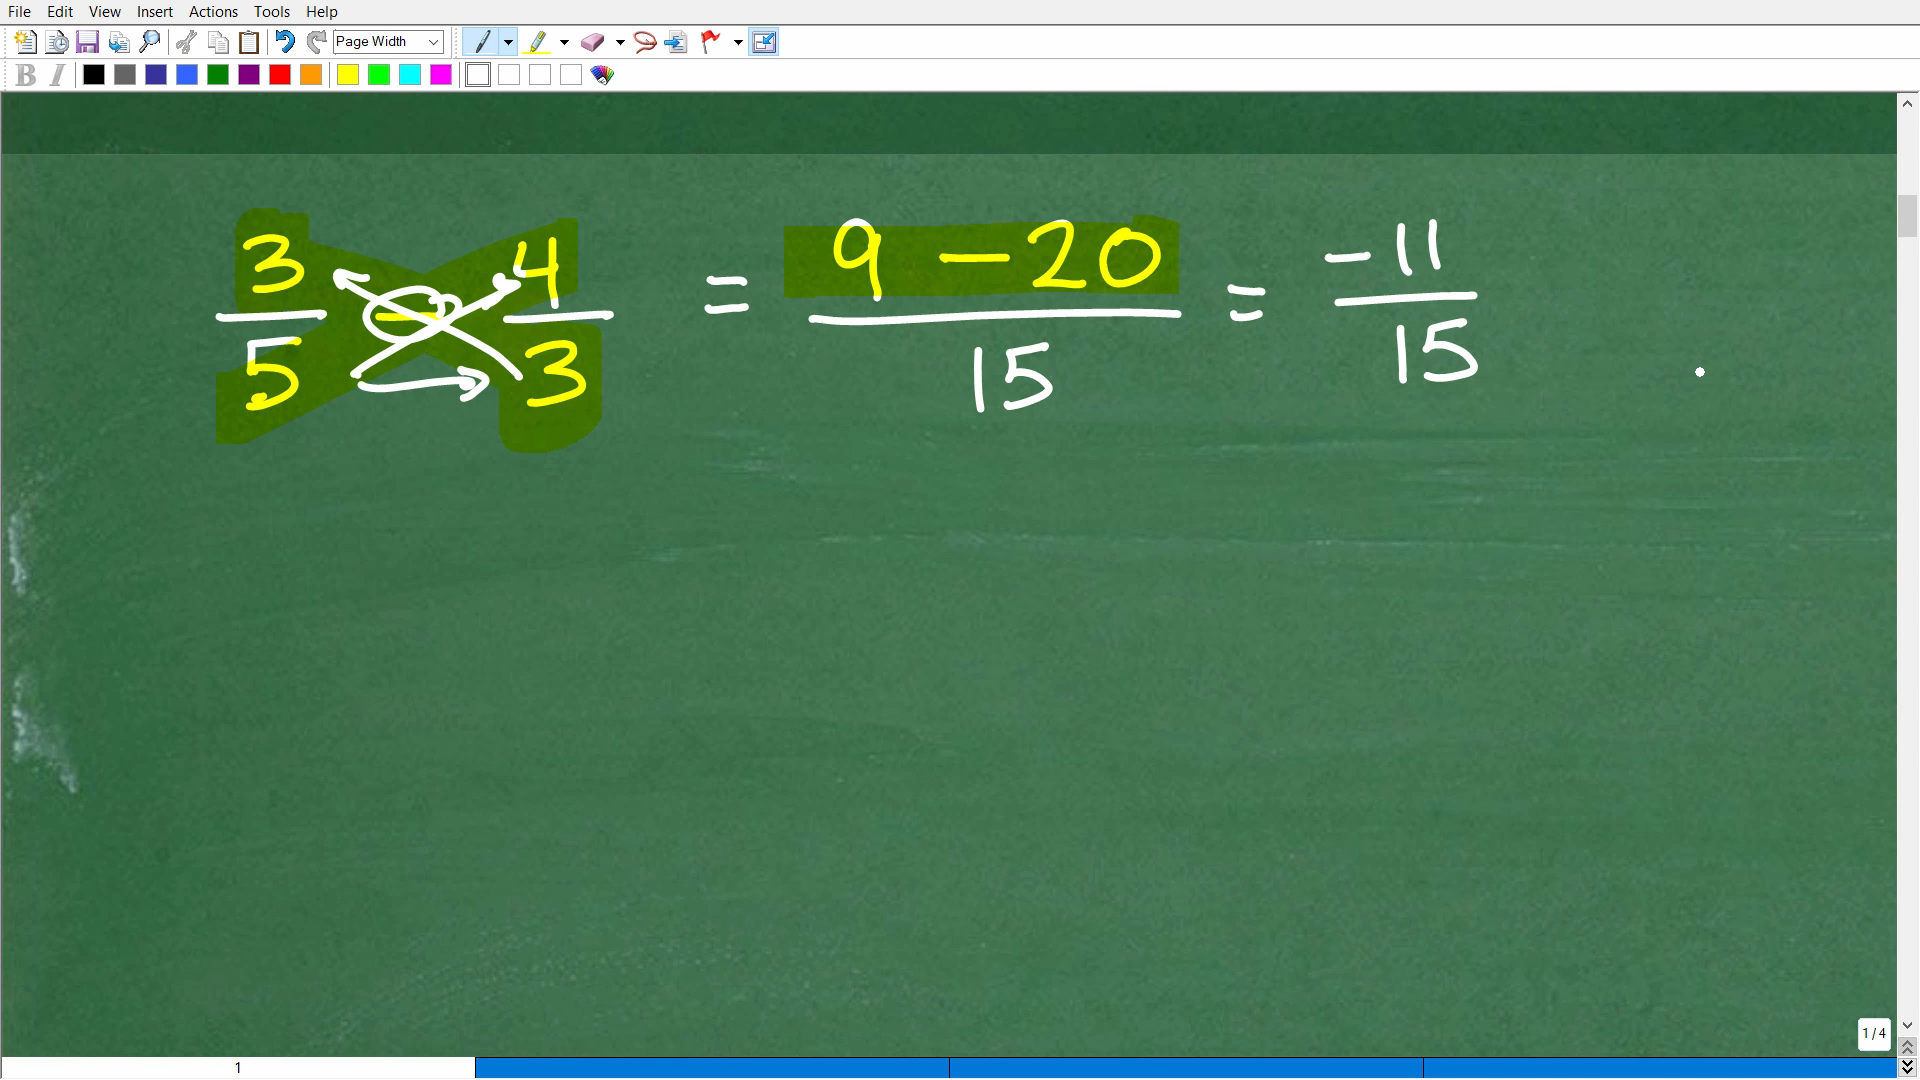 File Edit View Insert Actions Tools Help
Page Width
B I
3/5 - 4/3 = 9 - 20/15 = -11/15
1 / 4
1